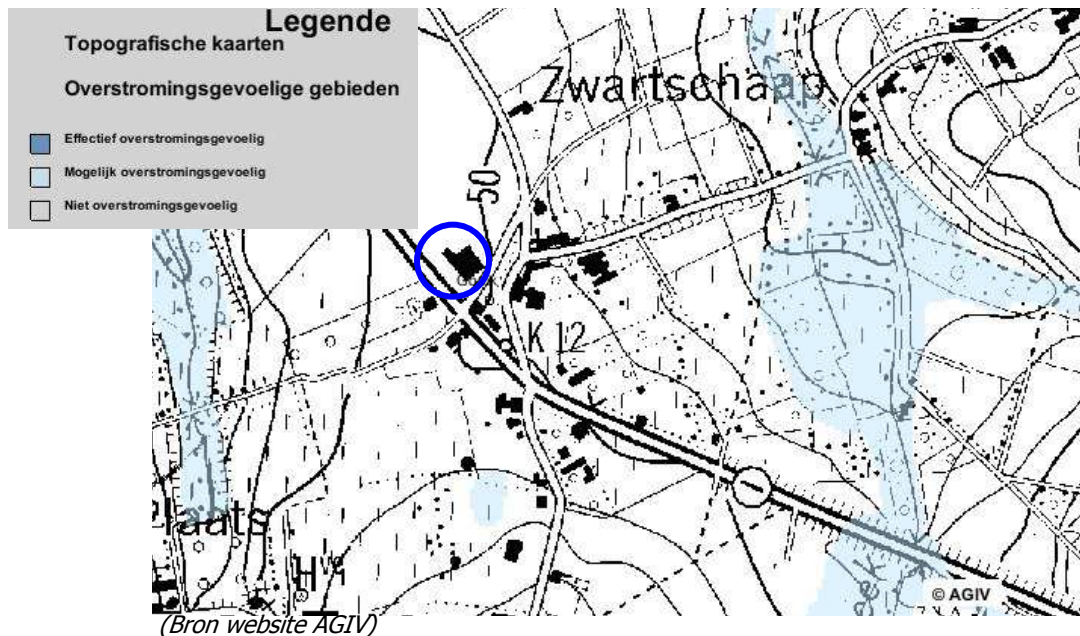 Legende
Topografische kaarten
Overstromingsgevoelige gebieden
Effectief overstromingsgevoelig
Mogelijk overstromingsgevoelig
Niet overstromingsgevoelig
Zwartschaap
50
K 12
© AGIV
(Bron website AGIV)